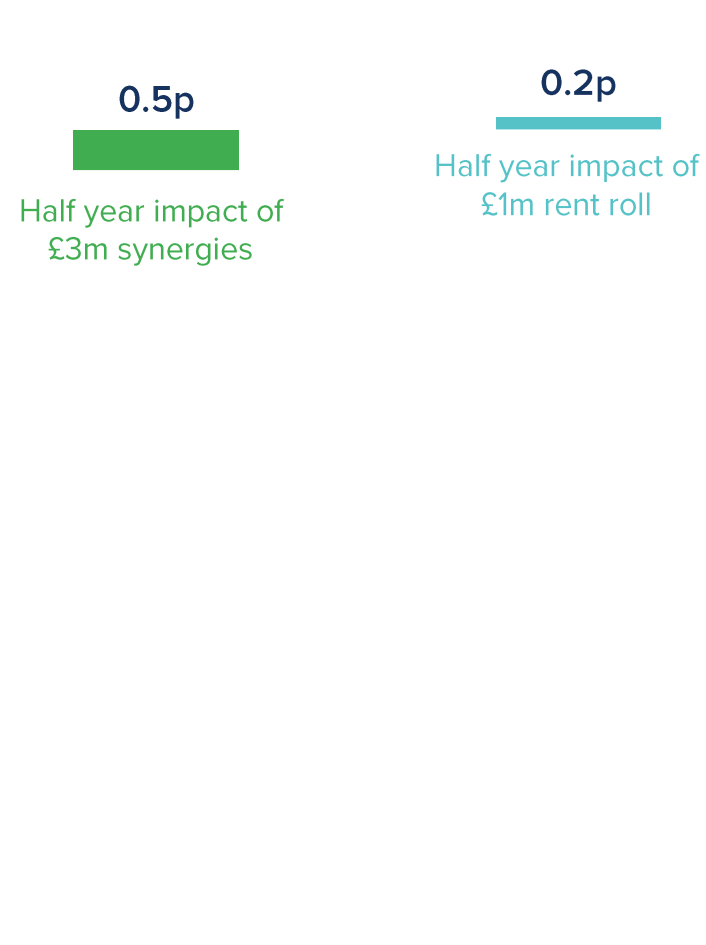 0.5p
Half year impact of
£3m synergies
0.2p
Half year impact of
£1m rent roll